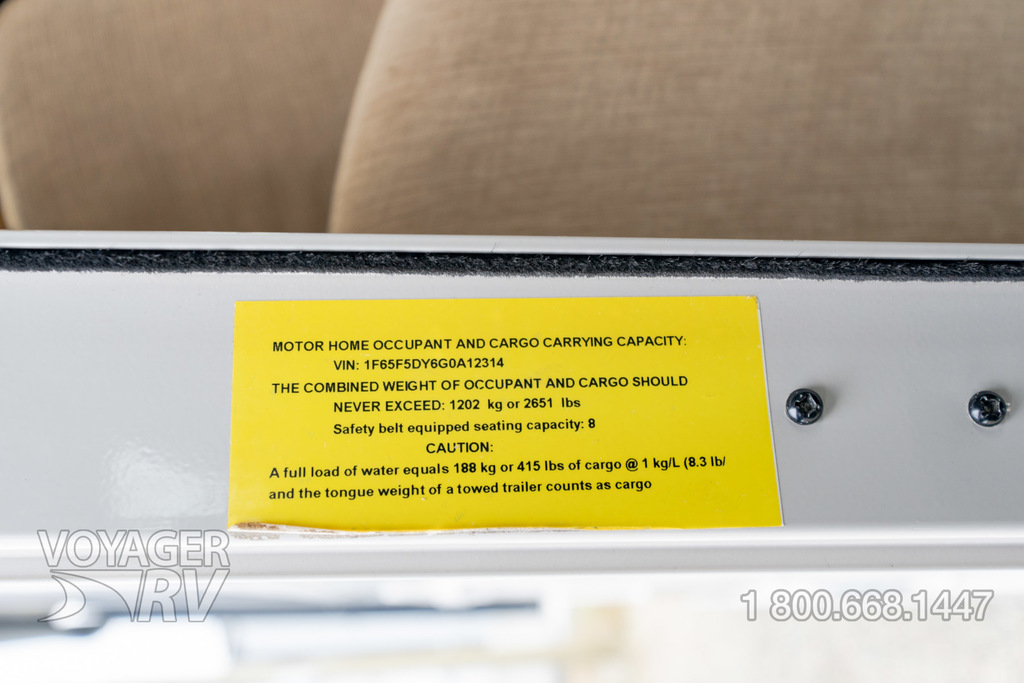 MOTOR HOME OCCUPANT AND CARGO CARRYING CAPACITY:
VIN: 1F65F5DY6G0A12314
THE COMBINED WEIGHT OF OCCUPANT AND CARGO SHOULD
NEVER EXCEED: 1202 kg or 2651 lbs
Safety belt equipped seating capacity: 8
CAUTION:
A full load of water equals 188 kg or 415 lbs of cargo @ 1 kg/L (8.3 lb/
and the tongue weight of a towed trailer counts as cargo
VOYAGER
RV
1 800.668.1447